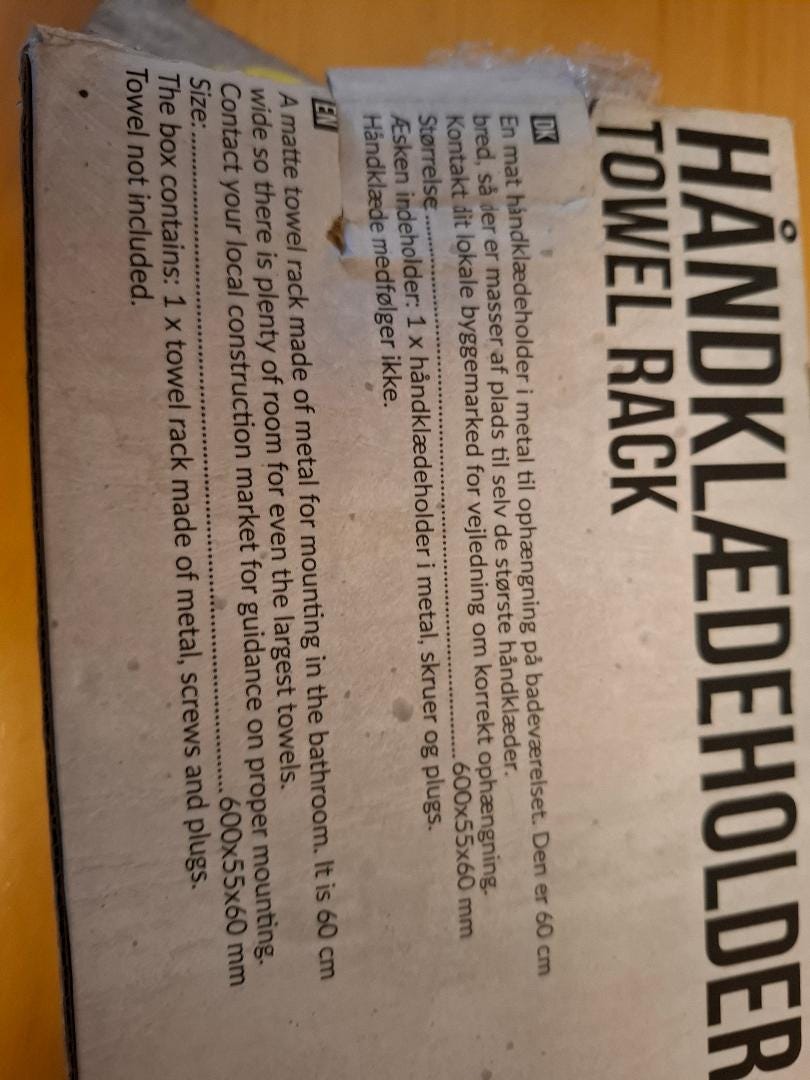 HÅNDKLÆDEHOLDER
TOWEL RACK
DK
En mat håndklædeholder i metal til ophængning på badeværelset. Den er 60 cm
bred, så der er masser af plads til selv de største håndklæder.
Kontakt dit lokale byggemarked for vejledning om korrekt ophængning.
Størrelse ........................................................ 600x55x60 mm
Æsken indeholder: 1 x håndklædeholder i metal, skruer og plugs.
Håndklæde medfølger ikke.
EN
A matte towel rack made of metal for mounting in the bathroom. It is 60 cm
wide so there is plenty of room for even the largest towels.
Contact your local construction market for guidance on proper mounting.
Size: ................................................................ 600x55x60 mm
The box contains: 1 x towel rack made of metal, screws and plugs.
Towel not included.